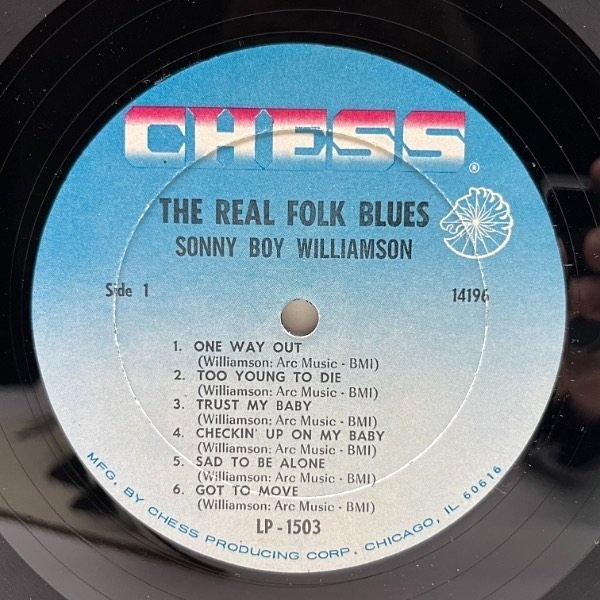 CHESS
®
THE REAL FOLK BLUES
SONNY BOY WILLIAMSON
Side 1
14196
1. ONE WAY OUT
(Williamson: Arc Music - BMI)
2. TOO YOUNG TO DIE
(Williamson: Arc Music - BMI)
3. TRUST MY BABY
(Williamson: Arc Music - BMI)
4. CHECKIN' UP ON MY BABY
(Williamson: Arc Music - BMI)
5. SAD TO BE ALONE
(Williamson: Arc Music - BMI)
6. GOT TO MOVE
(Williamson: Arc Music - BMI)
LP-1503
MFG. BY CHESS PRODUCING CORP. CHICAGO, IL 60616